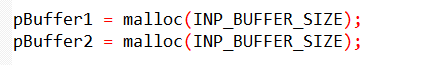 pBuffer1 = malloc(INP_BUFFER_SIZE);
pBuffer2 = malloc(INP_BUFFER_SIZE);